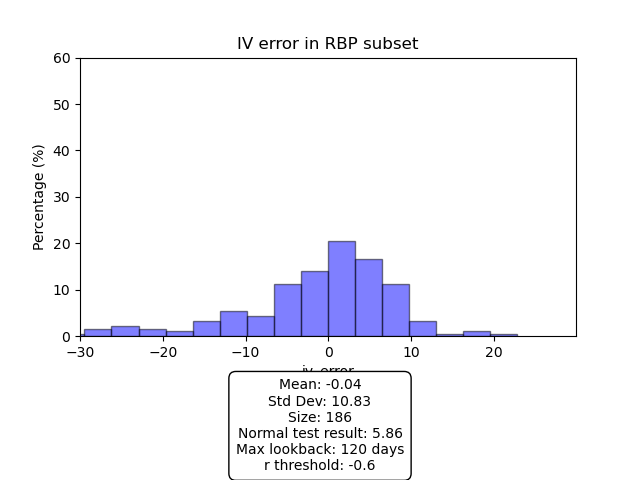 IV error in RBP subset
60
50
40
30
20
10
0
Percentage (%)
−30
−20
−10
0
10
20
iv_error
Mean: -0.04
Std Dev: 10.83
Size: 186
Normal test result: 5.86
Max lookback: 120 days
r threshold: -0.6